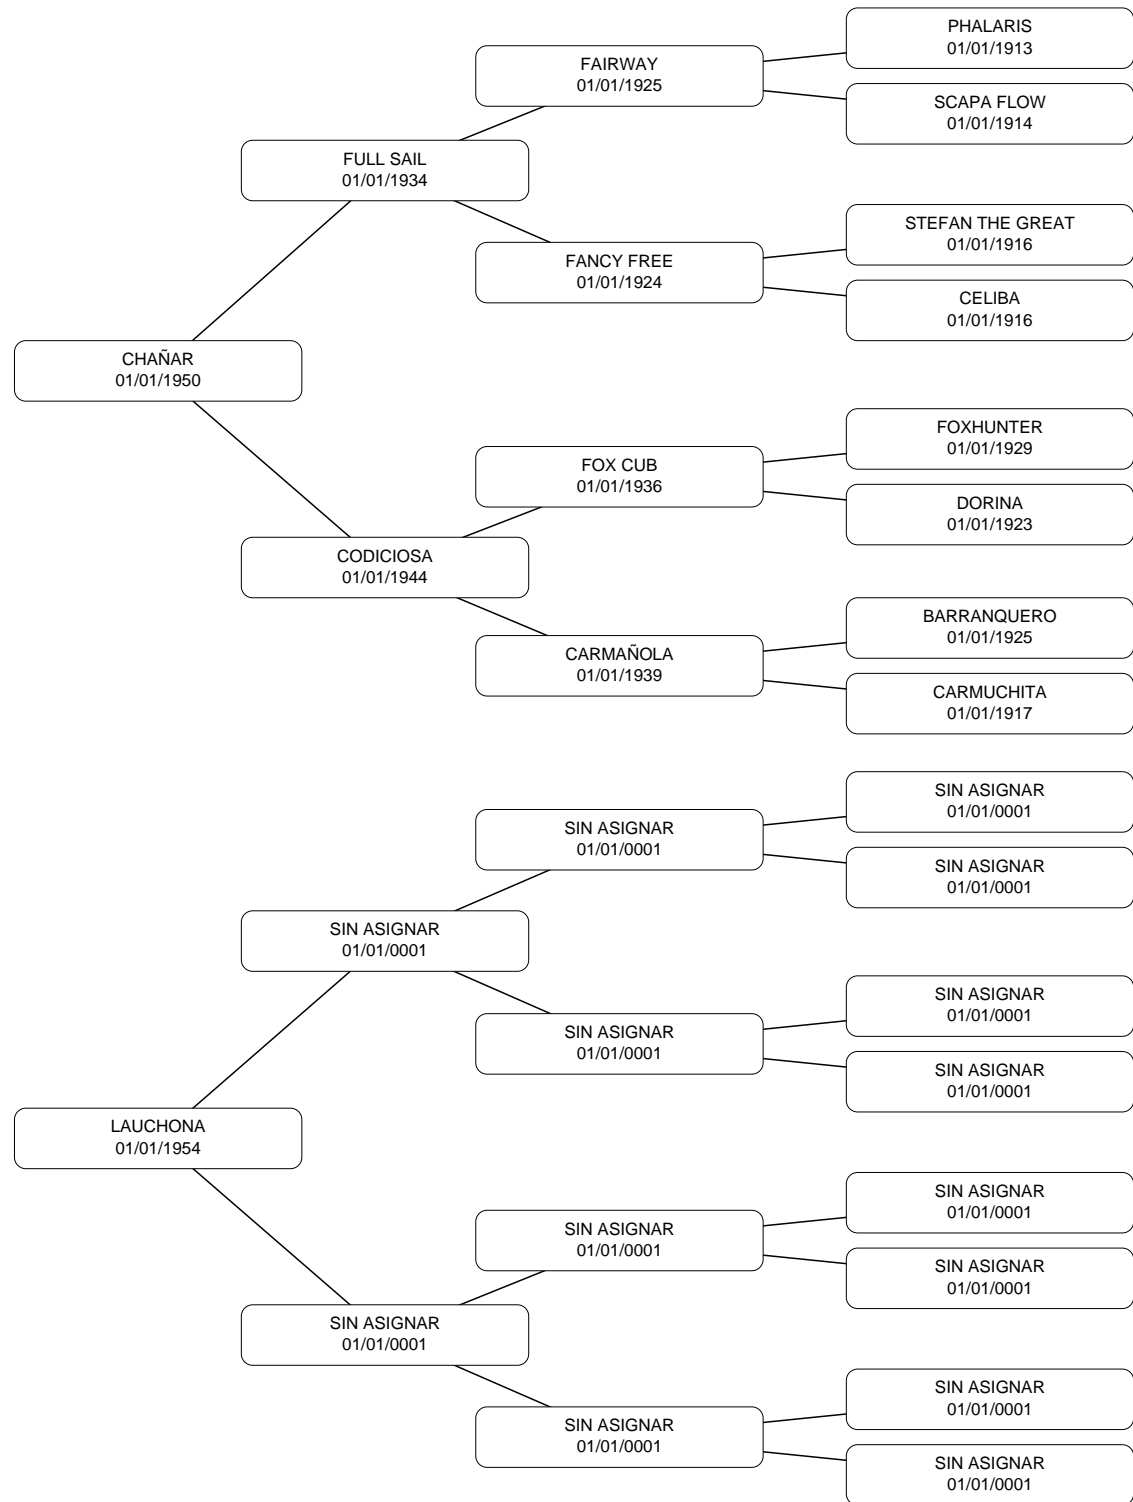 PHALARIS
01/01/1913
FAIRWAY
01/01/1925
SCAPA FLOW
01/01/1914
FULL SAIL
01/01/1934
STEFAN THE GREAT
01/01/1916
FANCY FREE
01/01/1924
CELIBA
01/01/1916
CHAÑAR
01/01/1950
FOXHUNTER
01/01/1929
FOX CUB
01/01/1936
DORINA
01/01/1923
CODICIOSA
01/01/1944
BARRANQUERO
01/01/1925
CARMAÑOLA
01/01/1939
CARMUCHITA
01/01/1917
SIN ASIGNAR
01/01/0001
SIN ASIGNAR
01/01/0001
SIN ASIGNAR
01/01/0001
SIN ASIGNAR
01/01/0001
SIN ASIGNAR
01/01/0001
SIN ASIGNAR
01/01/0001
SIN ASIGNAR
01/01/0001
LAUCHONA
01/01/1954
SIN ASIGNAR
01/01/0001
SIN ASIGNAR
01/01/0001
SIN ASIGNAR
01/01/0001
SIN ASIGNAR
01/01/0001
SIN ASIGNAR
01/01/0001
SIN ASIGNAR
01/01/0001
SIN ASIGNAR
01/01/0001